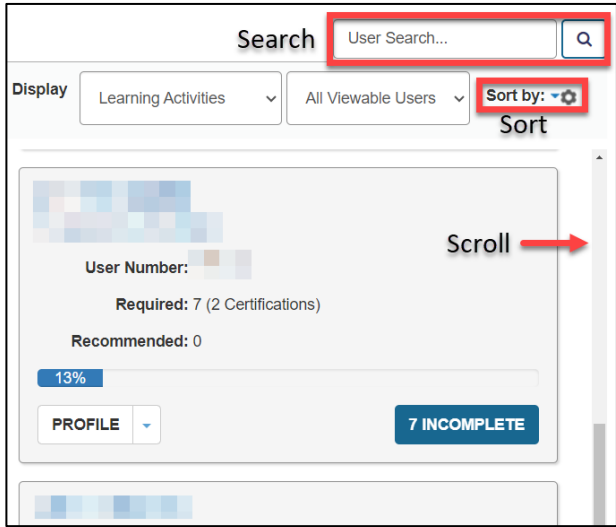 Search User Search...
Display Learning Activities All Viewable Users Sort by:
Sort
Scroll
User Number:
Required: 7 (2 Certifications)
Recommended: 0
13%
PROFILE 7 INCOMPLETE